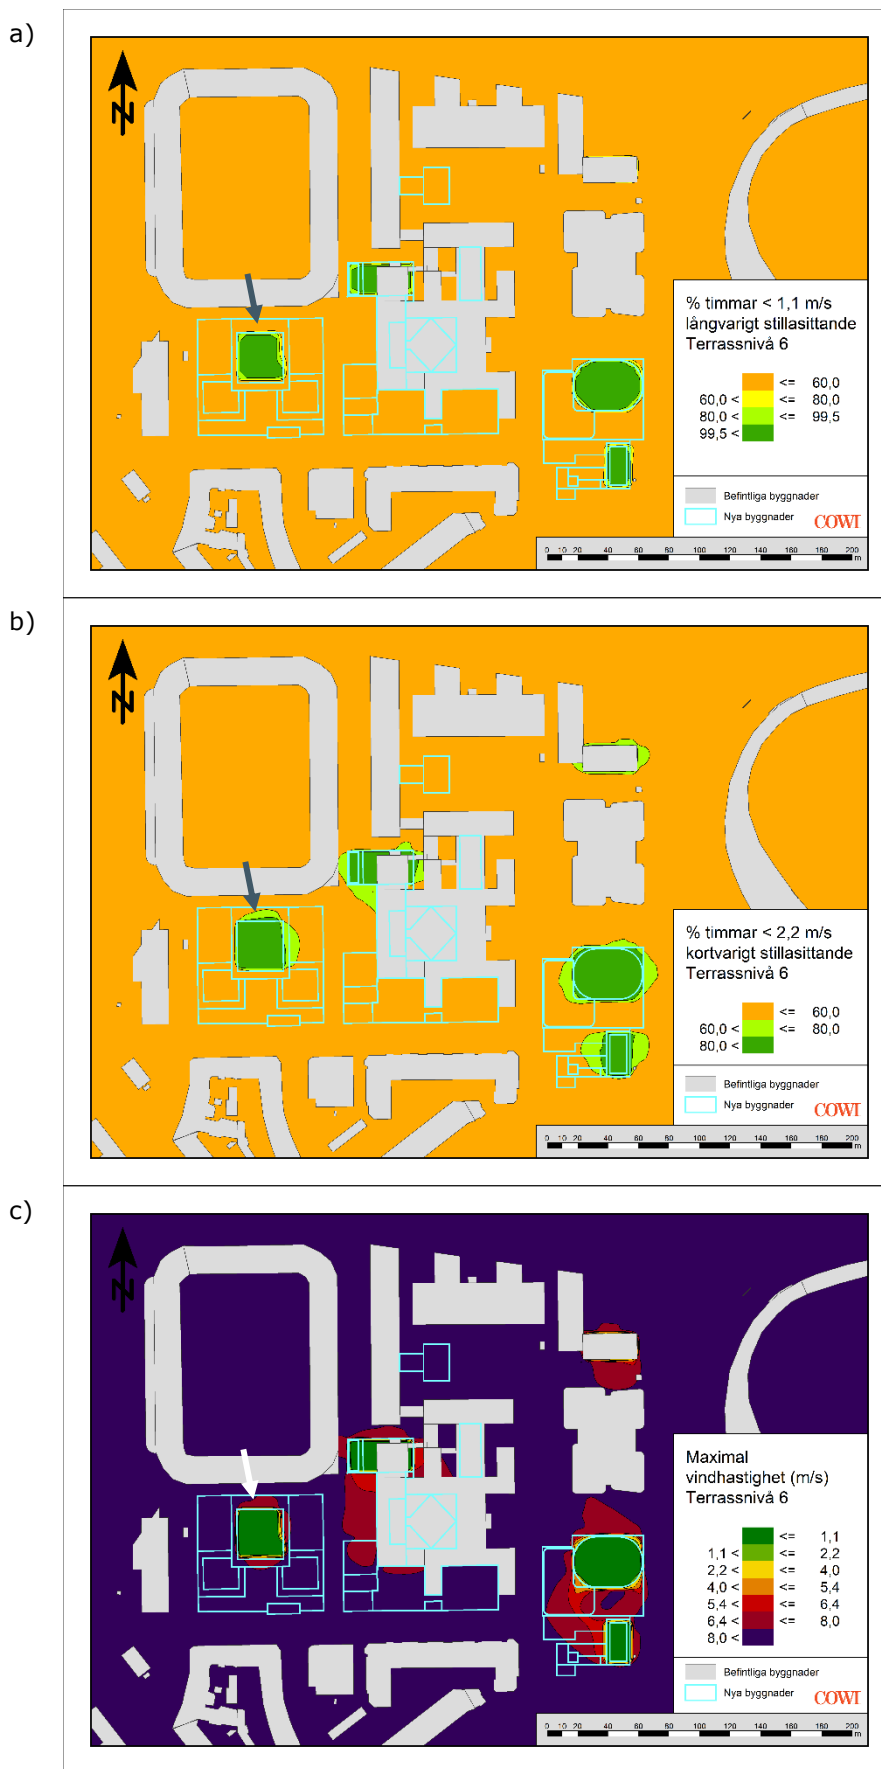 a)
N
% timmar < 1,1 m/s
långvarigt stillasittande
Terrassnivå 6
<= 60,0
60,0 < <= 80,0
80,0 < <= 99,5
99,5 <
Befintliga byggnader
Nya byggnader COWI
0 10 20 40 60 80 100 120 140 160 180 200
m
b)
N
% timmar < 2,2 m/s
kortvarigt stillasittande
Terrassnivå 6
<= 60,0
60,0 < <= 80,0
80,0 <
Befintliga byggnader
Nya byggnader COWI
0 10 20 40 60 80 100 120 140 160 180 200
m
c)
N
Maximal
vindhastighet (m/s)
Terrassnivå 6
<= 1,1
1,1 < <= 2,2
2,2 < <= 4,0
4,0 < <= 5,4
5,4 < <= 6,4
6,4 < <= 8,0
8,0 <
Befintliga byggnader
Nya byggnader COWI
0 10 20 40 60 80 100 120 140 160 180 200
m